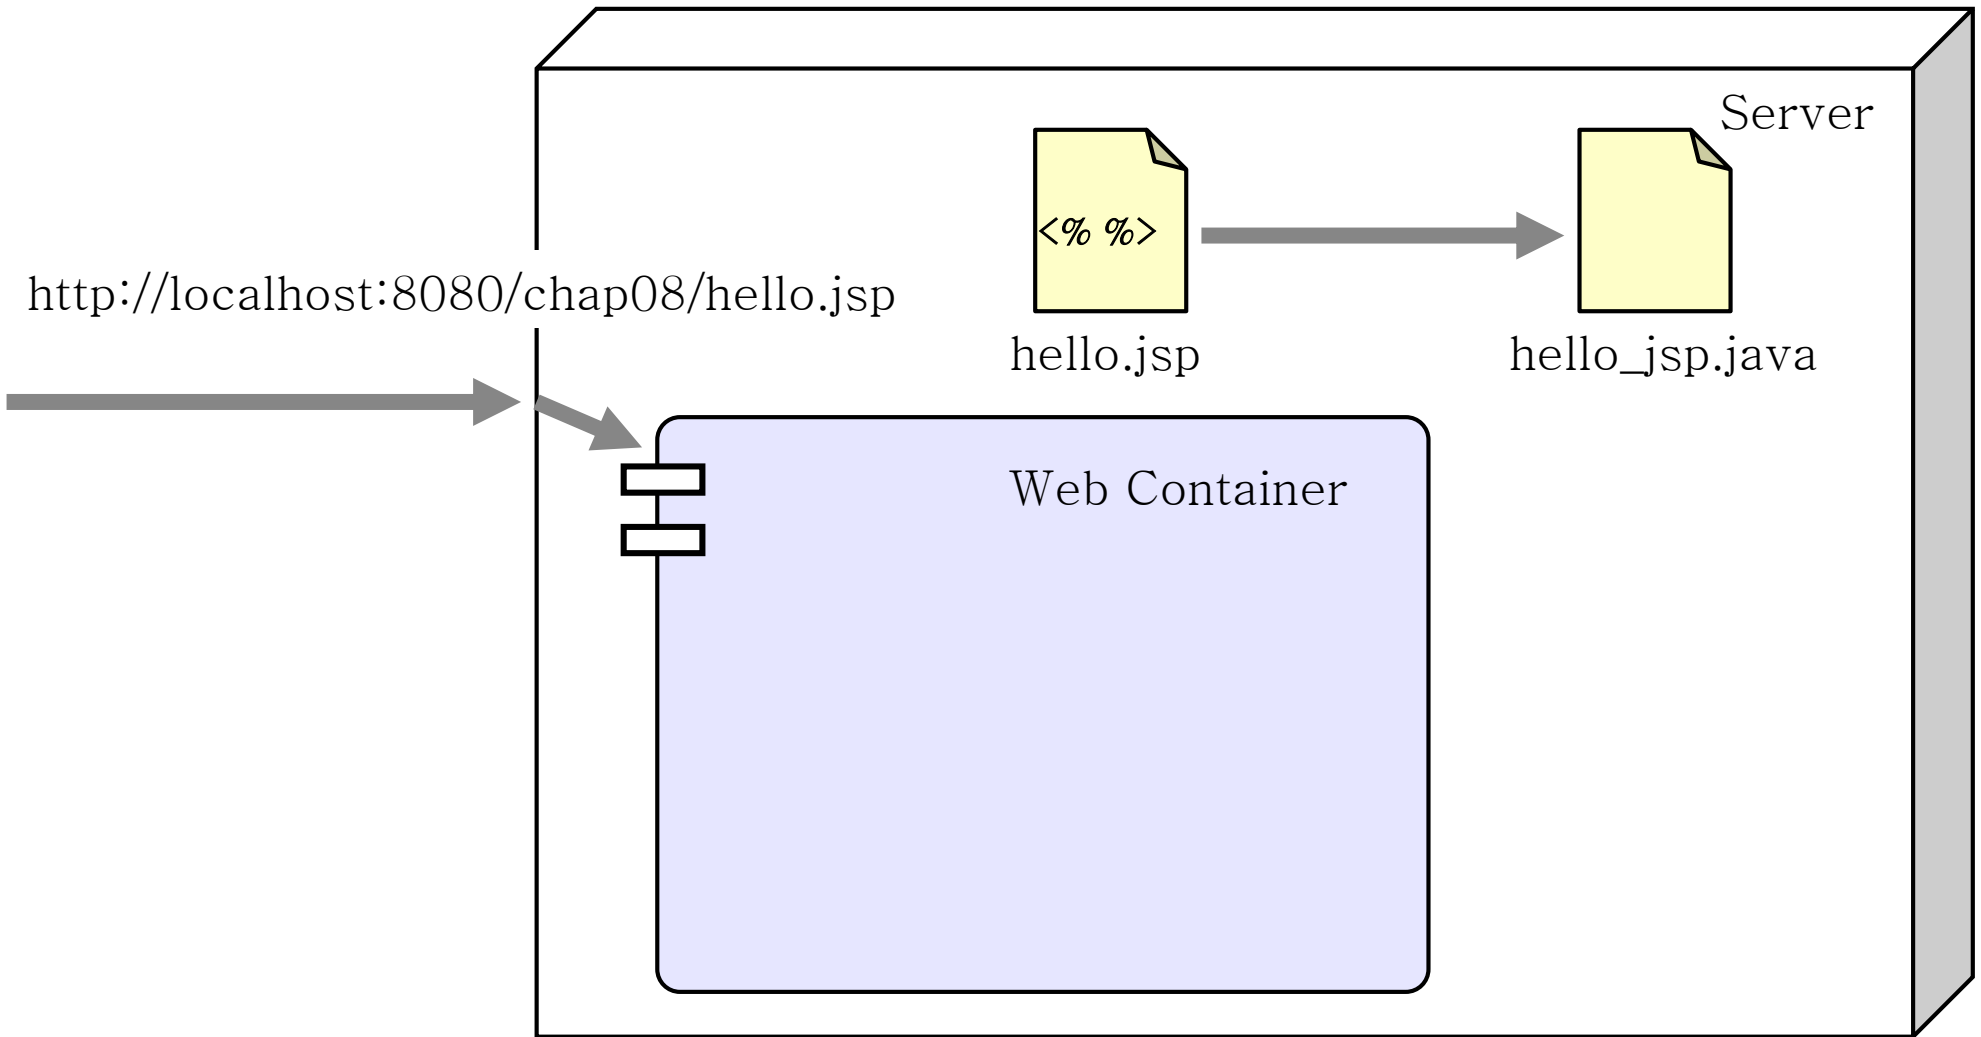 Server
<% %>
http://localhost:8080/chap08/hello.jsp
hello.jsp
hello_jsp.java
Web Container